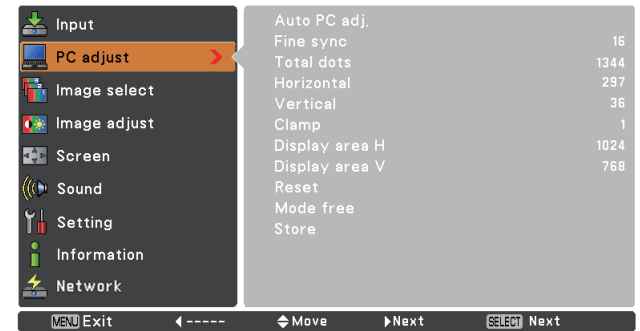 Input
PC adjust
Image select
Image adjust
Screen
Sound
Setting
Information
Network
Auto PC adj.
Fine sync 16
Total dots 1344
Horizontal 297
Vertical 36
Clamp 1
Display area H 1024
Display area V 768
Reset
Mode free
Store
MENU Exit ----- Move Next SELECT Next